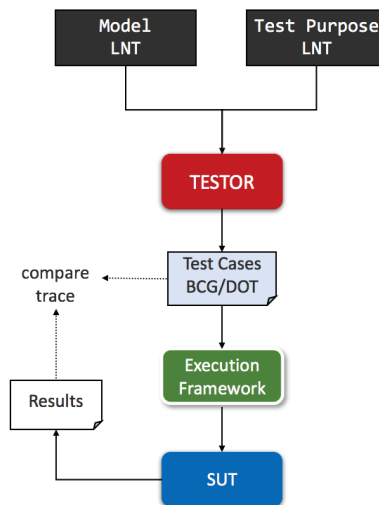 Model
LNT
Test Purpose
LNT
TESTOR
Test Cases
BCG/DOT
compare
trace
Execution
Framework
Results
SUT